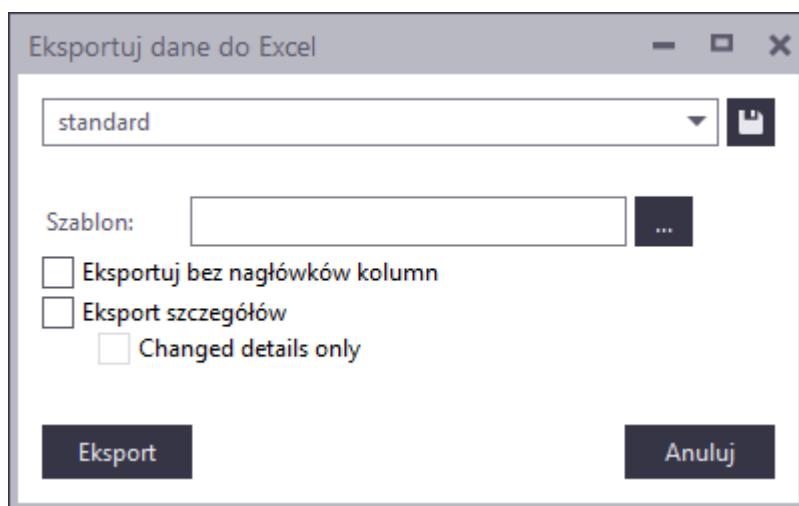 Eksportuj dane do Excel
standard
Szablon:
...
Eksportuj bez nagłówków kolumn
Eksport szczegółów
Changed details only
Eksport
Anuluj